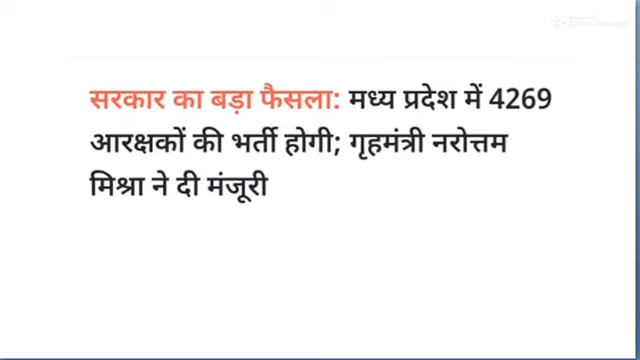 सरकार का बड़ा फैसला: मध्य प्रदेश में 4269
आरक्षकों की भर्ती होगी; गृहमंत्री नरोत्तम
मिश्रा ने दी मंजूरी